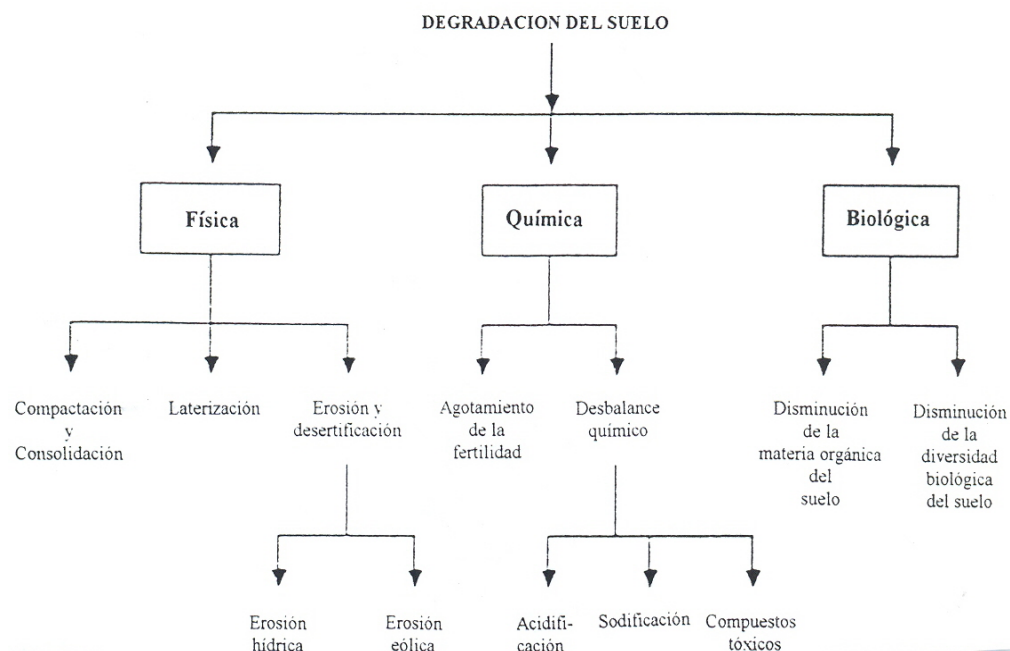 DEGRADACION DEL SUELO
Física
Química
Biológica
Compactación
y
Consolidación
Laterización
Erosión y
desertificación
Agotamiento
de la
fertilidad
Desbalance
químico
Disminución
de la
materia orgánica
del
suelo
Disminución
de la
diversidad
biológica
del suelo
Erosión
hídrica
Erosión
eólica
Acidifi-
cación
Sodificación
Compuestos
tóxicos